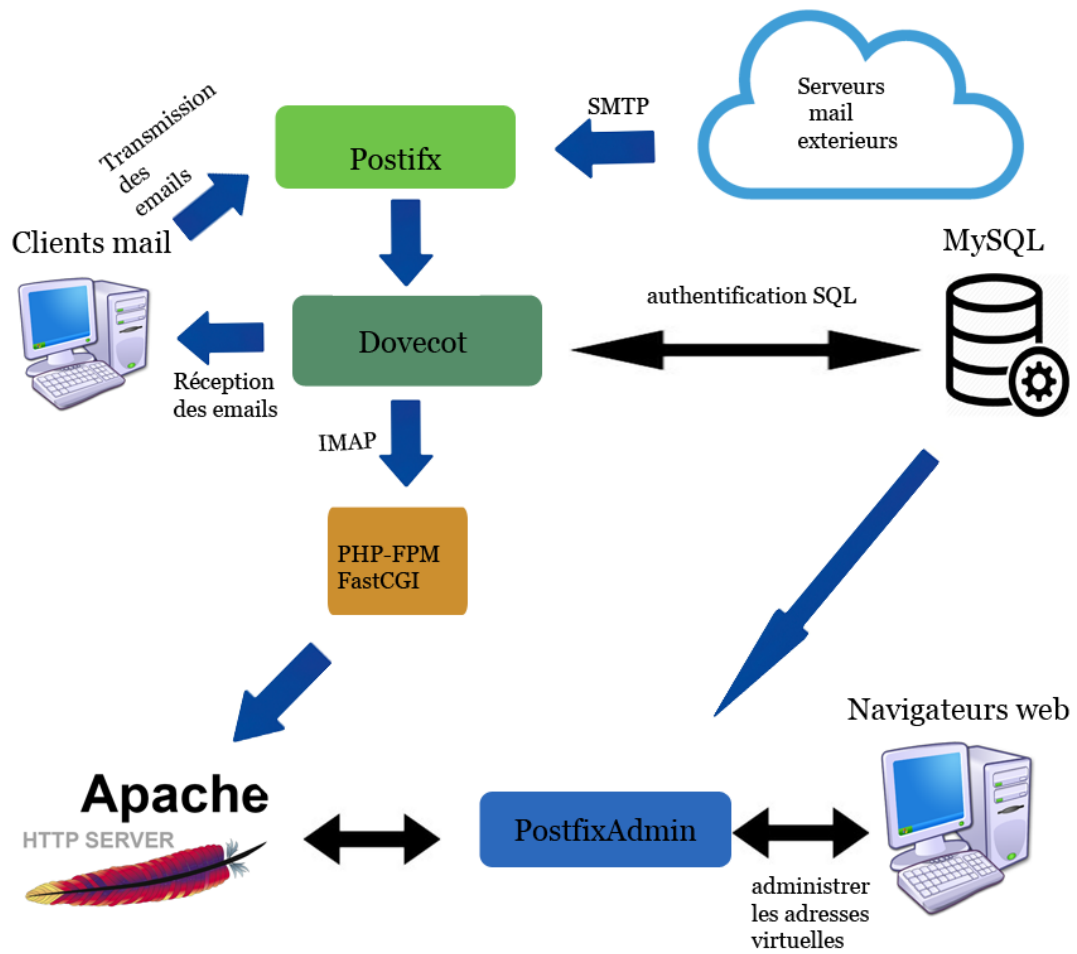 Serveurs
mail
exterieurs
SMTP
Transmission
des
emails
Postifx
Clients mail
MySQL
authentification SQL
Dovecot
Réception
des emails
IMAP
PHP-FPM
FastCGI
Navigateurs web
Apache
HTTP SERVER
PostfixAdmin
administrer
les adresses
virtuelles